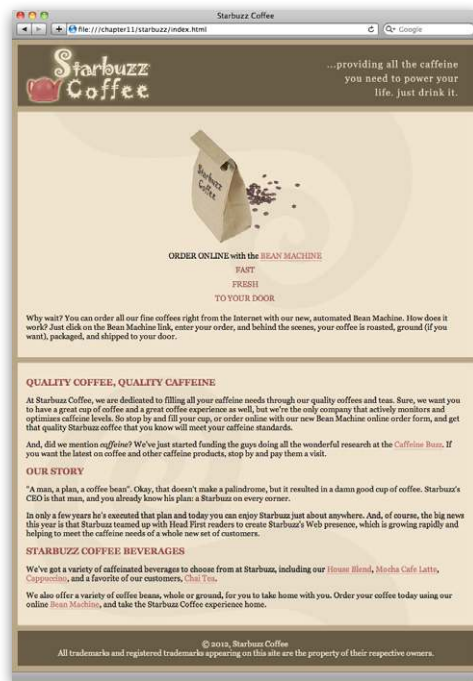 Starbuzz Coffee
file:///chapter11/starbuzz/index.html
Google
Starbuzz
Coffee
...providing all the caffeine
you need to power your
life. just drink it.
Starbuzz
Coffee
ORDER ONLINE with the BEAN MACHINE
FAST
FRESH
TO YOUR DOOR
Why wait? You can order all our fine coffees right from the Internet with our new, automated Bean Machine. How does it
work? Just click on the Bean Machine link, enter your order, and behind the scenes, your coffee is roasted, ground (if you
want), packaged, and shipped to your door.
QUALITY COFFEE, QUALITY CAFFEINE
At Starbuzz Coffee, we are dedicated to filling all your caffeine needs through our quality coffees and teas. Sure, we want you
to have a great cup of coffee and a great coffee experience as well, but we're the only company that actively monitors and
optimizes caffeine levels. So stop by and fill your cup, or order online with our new Bean Machine online order form, and get
that quality Starbuzz coffee that you know will meet your caffeine standards.
And, did we mention caffeine? We've just started funding the guys doing all the wonderful research at the Caffeine Buzz. If
you want the latest on coffee and other caffeine products, stop by and pay them a visit.
OUR STORY
"A man, a plan, a coffee bean". Okay, that doesn't make a palindrome, but it resulted in a damn good cup of coffee. Starbuzz's
CEO is that man, and you already know his plan: a Starbuzz on every corner.
In only a few years he's executed that plan and today you can enjoy Starbuzz just about anywhere. And, of course, the big news
this year is that Starbuzz teamed up with Head First readers to create Starbuzz's Web presence, which is growing rapidly and
helping to meet the caffeine needs of a whole new set of customers.
STARBUZZ COFFEE BEVERAGES
We've got a variety of caffeinated beverages to choose from at Starbuzz, including our House Blend, Mocha Cafe Latte,
Cappuccino, and a favorite of our customers, Chai Tea.
We also offer a variety of coffee beans, whole or ground, for you to take home with you. Order your coffee today using our
online Bean Machine, and take the Starbuzz Coffee experience home.
© 2012, Starbuzz Coffee
All trademarks and registered trademarks appearing on this site are the property of their respective owners.